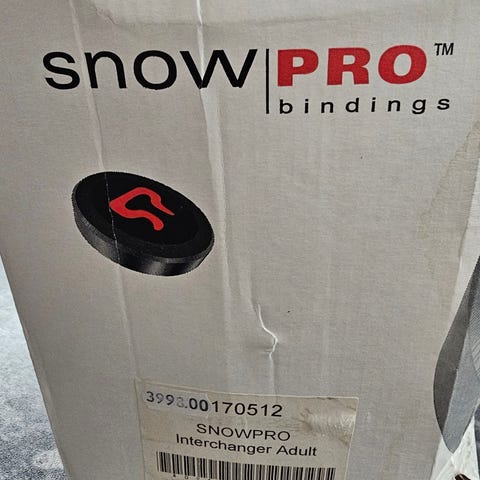 snow PRO™
bindings
3998.00170512
SNOWPRO
Interchanger Adult